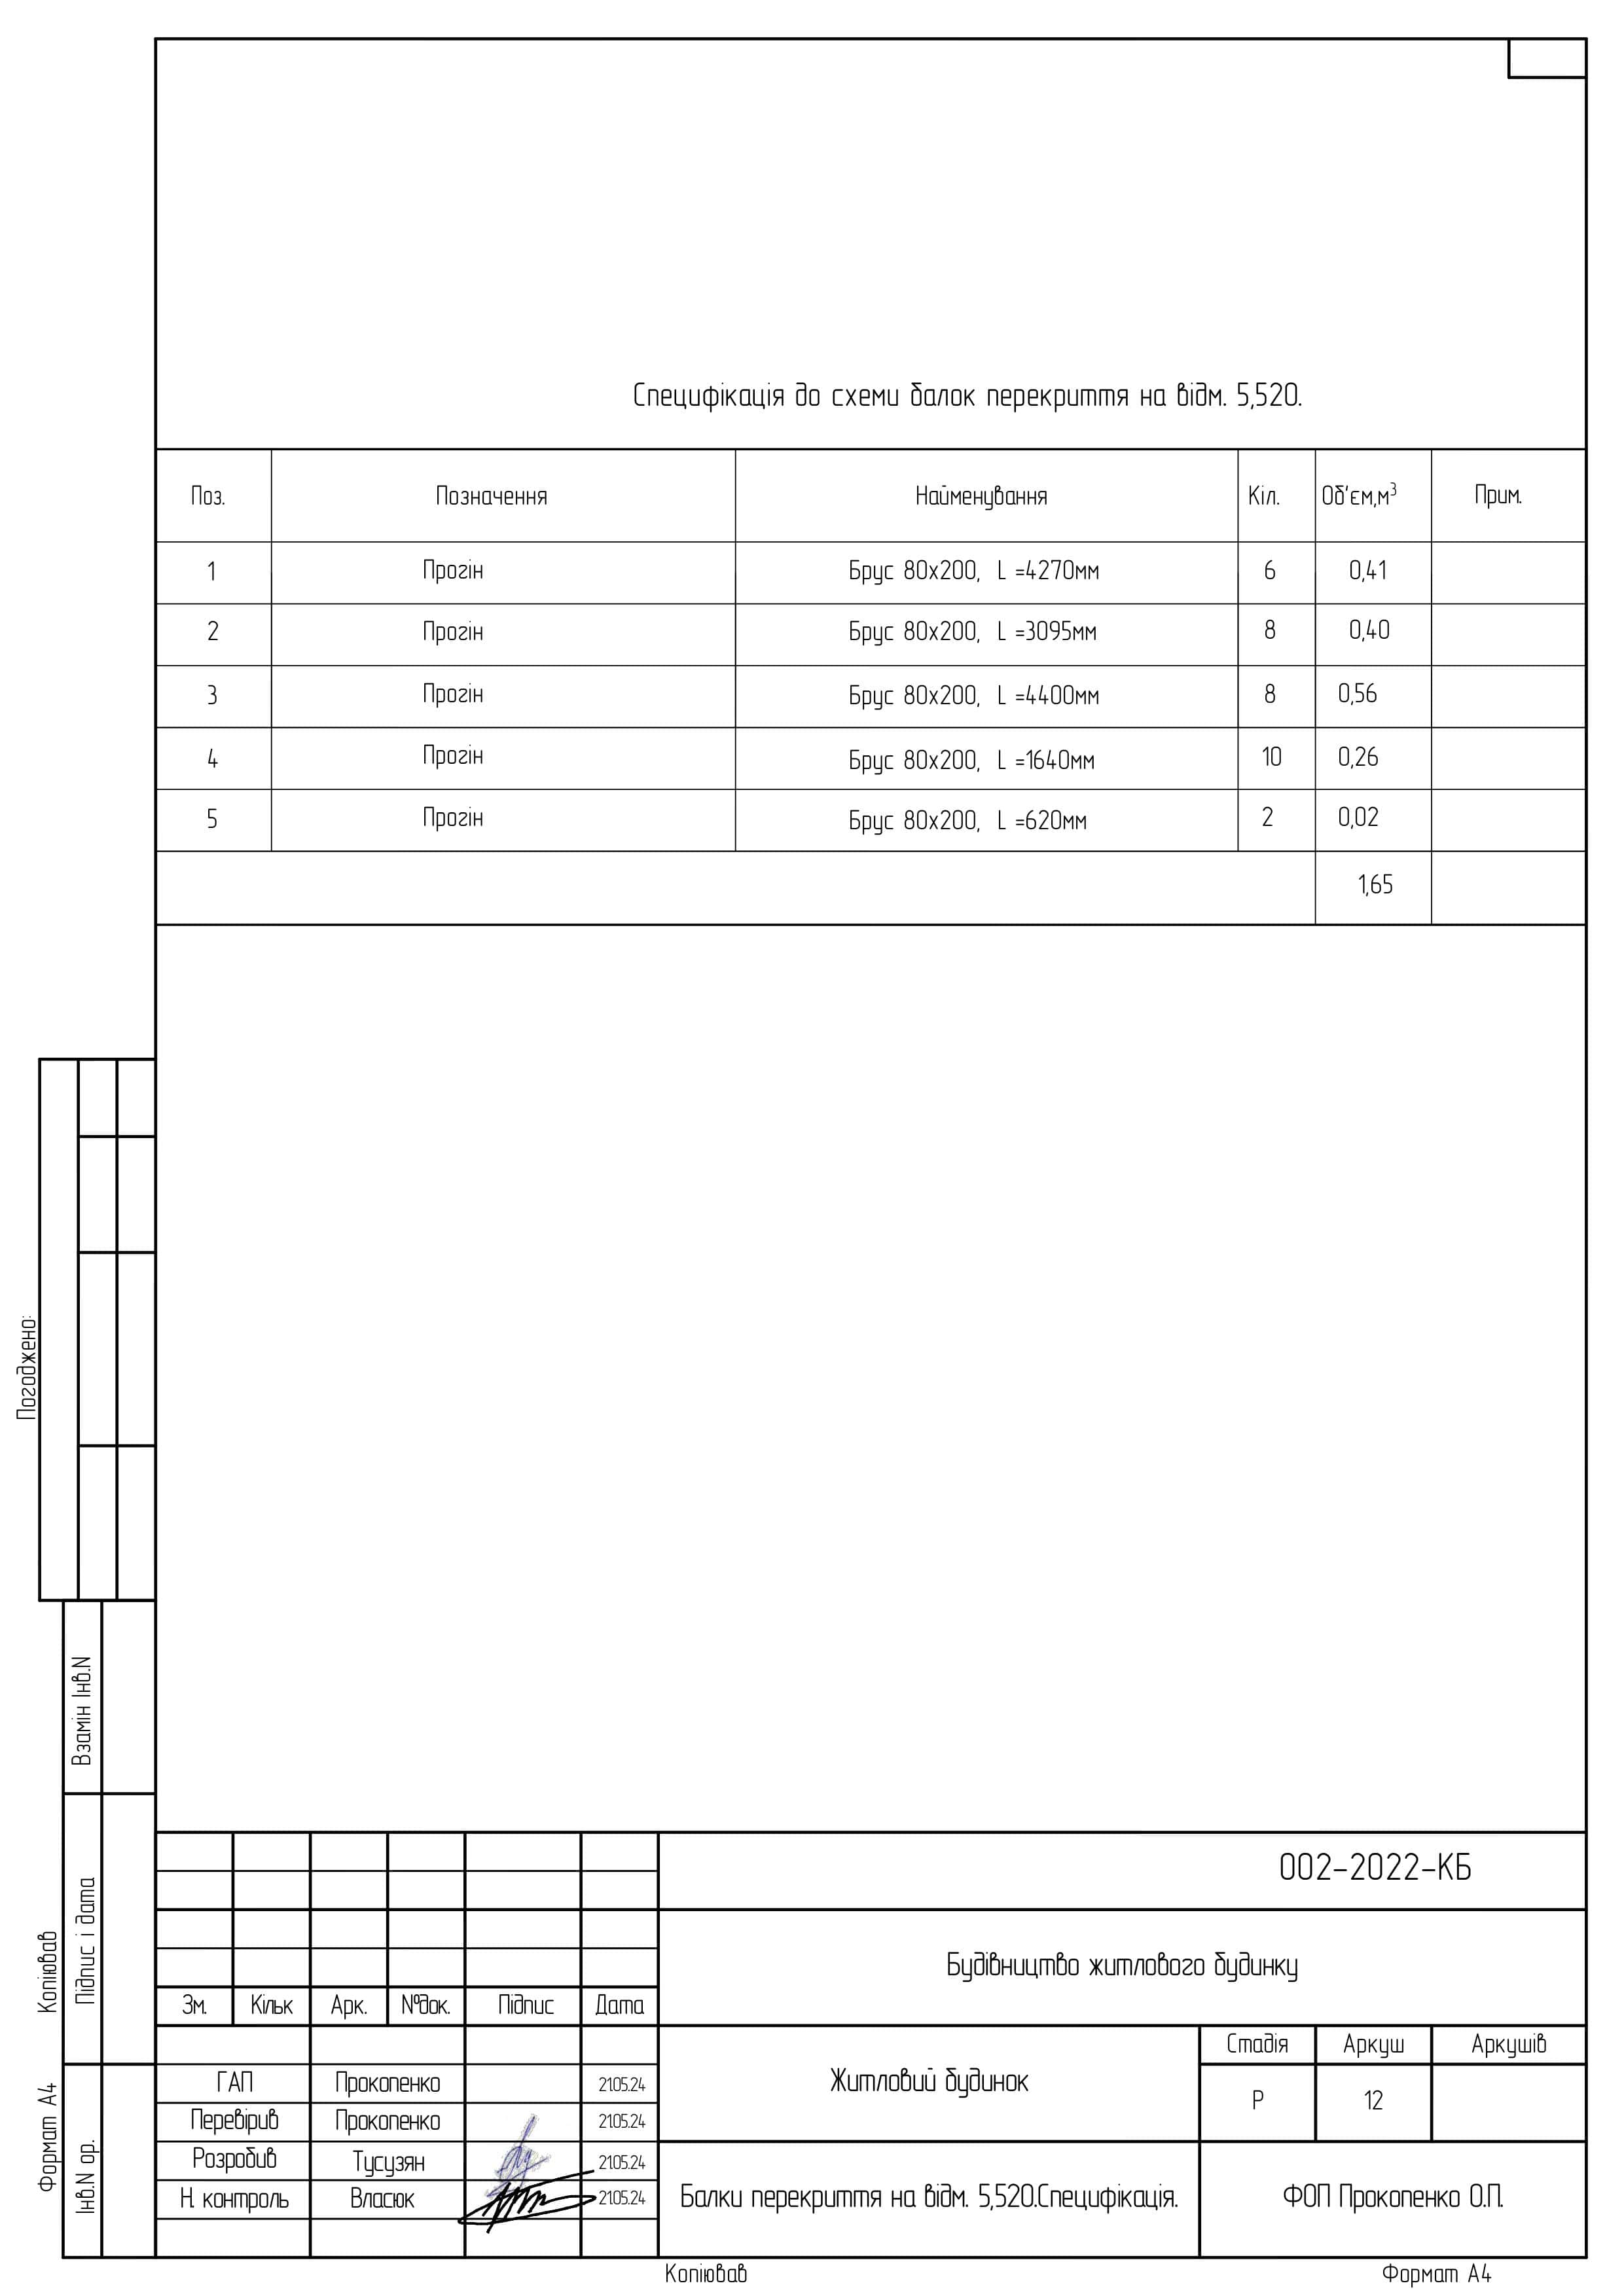 Специфікація до схеми балок перекриття на відм. 5,520.
Поз. Позначення Найменування Кіл. Об'єм,м³ Прим.
1 Прогін Брус 80х200, L =4270мм 6 0,41
2 Прогін Брус 80х200, L =3095мм 8 0,40
3 Прогін Брус 80х200, L =4400мм 8 0,56
4 Прогін Брус 80х200, L =1640мм 10 0,26
5 Прогін Брус 80х200, L =620мм 2 0,02
1,65
Погоджено:
Взамін Інв.N
Підпис і дата
Копіював
Інв.N ор.
Формат А4
002-2022-КБ
Будівництво житлового будинку
Зм. Кільк Арк. №док. Підпис Дата
Житловий будинок
Стадія Аркуш Аркушів
Р 12
ГАП Прокопенко 21.05.24
Перевірив Прокопенко 21.05.24
Розробив Тусузян 21.05.24
Н. контроль Власюк 21.05.24
Балки перекриття на відм. 5,520.Специфікація.
ФОП Прокопенко О.П.
Копіював Формат А4